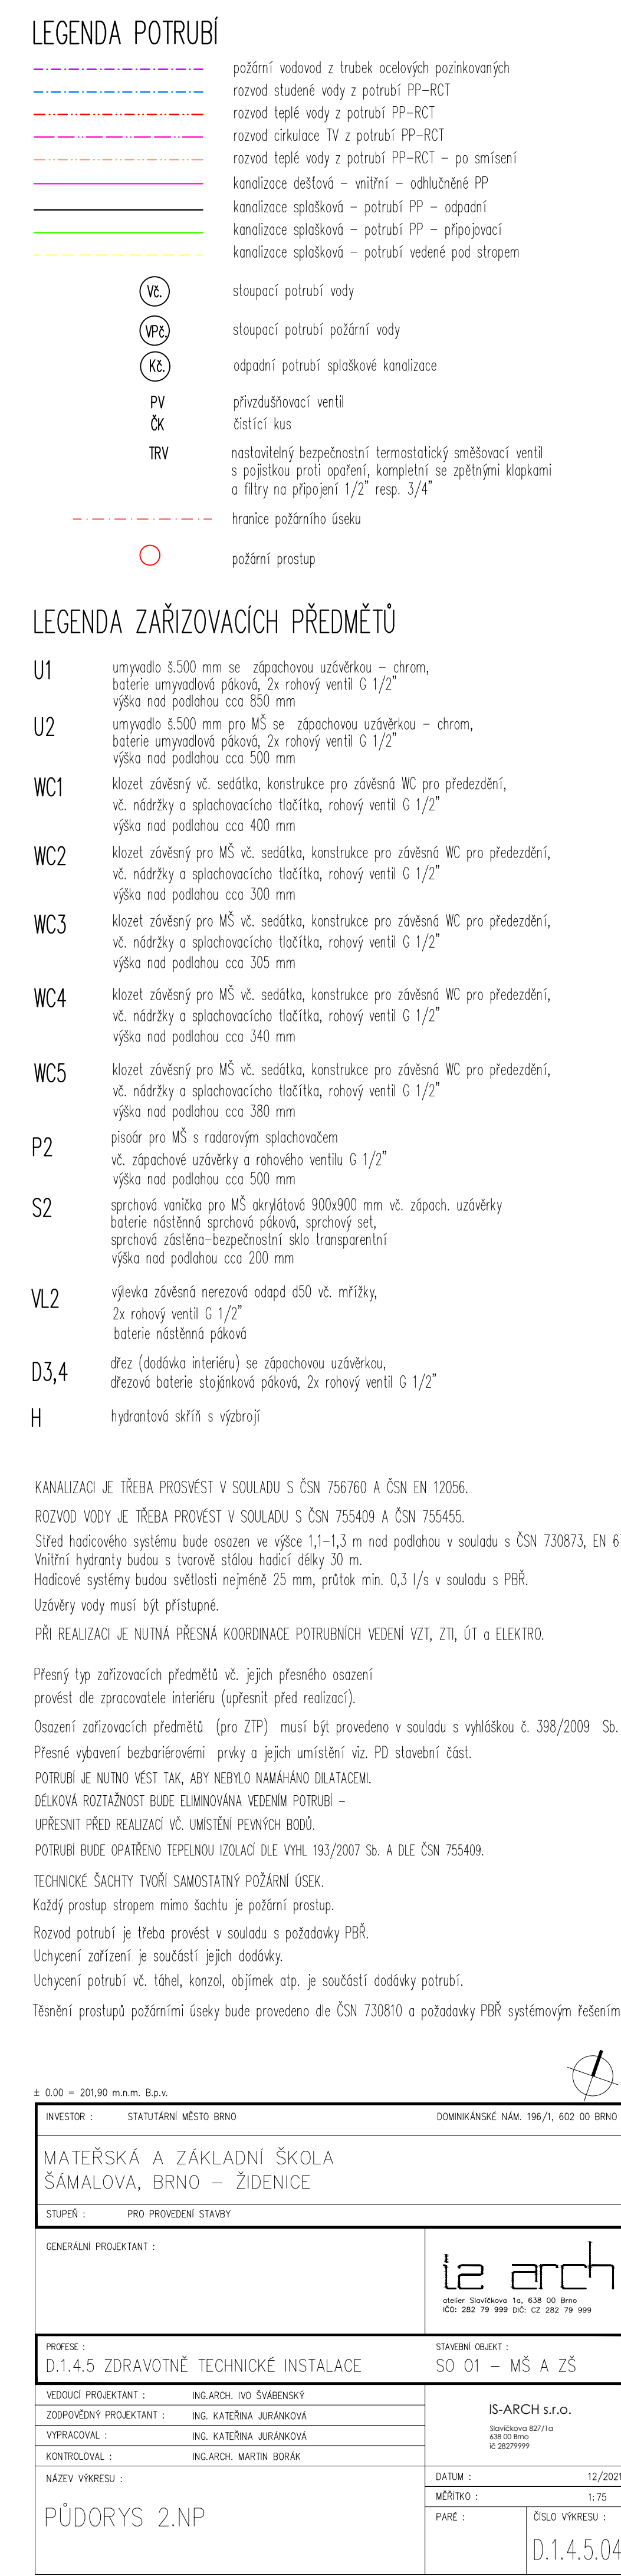 LEGENDA POTRUBÍ
požární vodovod z trubek ocelových pozinkovaných
rozvod studené vody z potrubí PP-RCT
rozvod teplé vody z potrubí PP-RCT
rozvod cirkulace TV z potrubí PP-RCT
rozvod teplé vody z potrubí PP-RCT - po smísení
kanalizace dešťová - vnitřní - odhlučněné PP
kanalizace splašková - potrubí PP - odpadní
kanalizace splašková - potrubí PP - připojovací
kanalizace splašková - potrubí vedené pod stropem
Vč. stoupací potrubí vody
VPč. stoupací potrubí požární vody
Kč. odpadní potrubí splaškové kanalizace
PV přivzdušňovací ventil
ČK čistící kus
TRV nastavitelný bezpečnostní termostatický směšovací ventil
s pojistkou proti opaření, kompletní se zpětnými klapkami
a filtry na připojení 1/2" resp. 3/4"
hranice požárního úseku
požární prostup
LEGENDA ZAŘIZOVACÍCH PŘEDMĚTŮ
U1 umyvadlo š.500 mm se zápachovou uzávěrkou - chrom,
baterie umyvadlová páková, 2x rohový ventil G 1/2"
výška nad podlahou cca 850 mm
U2 umyvadlo š.500 mm pro MŠ se zápachovou uzávěrkou - chrom,
baterie umyvadlová páková, 2x rohový ventil G 1/2"
výška nad podlahou cca 500 mm
WC1 klozet závěsný vč. sedátka, konstrukce pro závěsná WC pro předezdění,
vč. nádržky a splachovacího tlačítka, rohový ventil G 1/2"
výška nad podlahou cca 400 mm
WC2 klozet závěsný pro MŠ vč. sedátka, konstrukce pro závěsná WC pro předezdění,
vč. nádržky a splachovacího tlačítka, rohový ventil G 1/2"
výška nad podlahou cca 300 mm
WC3 klozet závěsný pro MŠ vč. sedátka, konstrukce pro závěsná WC pro předezdění,
vč. nádržky a splachovacího tlačítka, rohový ventil G 1/2"
výška nad podlahou cca 305 mm
WC4 klozet závěsný pro MŠ vč. sedátka, konstrukce pro závěsná WC pro předezdění,
vč. nádržky a splachovacího tlačítka, rohový ventil G 1/2"
výška nad podlahou cca 340 mm
WC5 klozet závěsný pro MŠ vč. sedátka, konstrukce pro závěsná WC pro předezdění,
vč. nádržky a splachovacího tlačítka, rohový ventil G 1/2"
výška nad podlahou cca 380 mm
P2 pisoár pro MŠ s radarovým splachovačem
vč. zápachové uzávěrky a rohového ventilu G 1/2"
výška nad podlahou cca 500 mm
S2 sprchová vanička pro MŠ akrylátová 900x900 mm vč. zápach. uzávěrky
baterie nástěnná sprchová páková, sprchový set,
sprchová zástěna-bezpečnostní sklo transparentní
výška nad podlahou cca 200 mm
VL2 výlevka závěsná nerezová odapd d50 vč. mřížky,
2x rohový ventil G 1/2"
baterie nástěnná páková
D3,4 dřez (dodávka interiéru) se zápachovou uzávěrkou,
dřezová baterie stojánková páková, 2x rohový ventil G 1/2"
H hydrantová skříň s výzbrojí
KANALIZACI JE TŘEBA PROSVÉST V SOULADU S ČSN 756760 A ČSN EN 12056.
ROZVOD VODY JE TŘEBA PROVÉST V SOULADU S ČSN 755409 A ČSN 755455.
Střed hadicového systému bude osazen ve výšce 1,1-1,3 m nad podlahou v souladu s ČSN 730873, EN
Vnitřní hydranty budou s tvarově stálou hadicí délky 30 m.
Hadicové systémy budou světlosti nejméně 25 mm, průtok min. 0,3 l/s v souladu s PBŘ.
Uzávěry vody musí být přístupné.
PŘI REALIZACI JE NUTNÁ PŘESNÁ KOORDINACE POTRUBNÍCH VEDENÍ VZT, ZTI, ÚT a ELEKTRO.
Přesný typ zařizovacích předmětů vč. jejich přesného osazení
provést dle zpracovatele interiéru (upřesnit před realizací).
Osazení zařizovacích předmětů (pro ZTP) musí být provedeno v souladu s vyhláškou č. 398/2009 Sb.
Přesné vybavení bezbariérovémi prvky a jejich umístění viz. PD stavební část.
POTRUBÍ JE NUTNO VÉST TAK, ABY NEBYLO NAMÁHÁNO DILATACEMI.
DÉLKOVÁ ROZTAŽNOST BUDE ELIMINOVÁNA VEDENÍM POTRUBÍ -
UPŘESNIT PŘED REALIZACÍ VČ. UMÍSTĚNÍ PEVNÝCH BODŮ.
POTRUBÍ BUDE OPATŘENO TEPELNOU IZOLACÍ DLE VYHL 193/2007 Sb. A DLE ČSN 755409.
TECHNICKÉ ŠACHTY TVOŘÍ SAMOSTATNÝ POŽÁRNÍ ÚSEK.
Každý prostup stropem mimo šachtu je požární prostup.
Rozvod potrubí je třeba provést v souladu s požadavky PBŘ.
Uchycení zařízení je součástí jejich dodávky.
Uchycení potrubí vč. táhel, konzol, objímek atp. je součástí dodávky potrubí.
Těsnění prostupů požárními úseky bude provedeno dle ČSN 730810 a požadavky PBŘ systémovým řešením
± 0.00 = 201,90 m.n.m. B.p.v.
INVESTOR : STATUTÁRNÍ MĚSTO BRNO DOMINIKÁNSKÉ NÁM. 196/1, 602 00 BRNO
MATEŘSKÁ A ZÁKLADNÍ ŠKOLA
ŠÁMALOVA, BRNO - ŽIDENICE
STUPEŇ : PRO PROVEDENÍ STAVBY
GENERÁLNÍ PROJEKTANT :
iz arch
atelier Slavíčkova 1a, 638 00 Brno
IČO: 282 79 999 DIČ: CZ 282 79 999
PROFESE : STAVEBNÍ OBJEKT :
D.1.4.5 ZDRAVOTNĚ TECHNICKÉ INSTALACE SO 01 - MŠ A ZŠ
VEDOUCÍ PROJEKTANT : ING.ARCH. IVO ŠVÁBENSKÝ
ZODPOVĚDNÝ PROJEKTANT : ING. KATEŘINA JURÁNKOVÁ
VYPRACOVAL : ING. KATEŘINA JURÁNKOVÁ
KONTROLOVAL : ING.ARCH. MARTIN BORÁK
IS-ARCH s.r.o.
Slavíčkova 827/1a
638 00 Brno
ič 28279999
NÁZEV VÝKRESU :
PŮDORYS 2.NP
DATUM : 12/2021
MĚŘÍTKO : 1:75
PARÉ : ČÍSLO VÝKRESU :
D.1.4.5.04